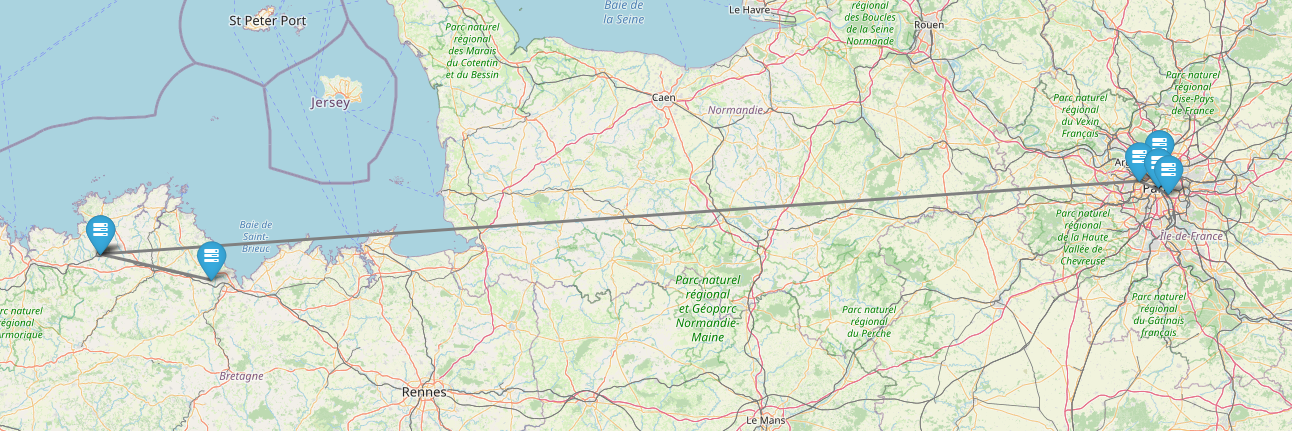 St Peter Port
Jersey
Baie de
la Seine
Le Havre
Rouen
Parc naturel
régional
des Marais
du Cotentin
et du Bessin
régional
des Boucles
de la Seine
Normande
Caen
Normandie
Parc naturel
régional
du Vexin
Français
Parc naturel
régional
Oise-Pays
de France
Baie de
Saint-
Brieuc
Parc naturel
régional
de la Haute
Vallée de
Chevreuse
Île-de-France
Parc naturel
régional
et Géoparc
Normandie-
Maine
Parc naturel
régional
du Perche
Parc naturel
régional
du Gâtinais
français
rc naturel
régional
Armorique
Bretagne
Rennes
Le Mans